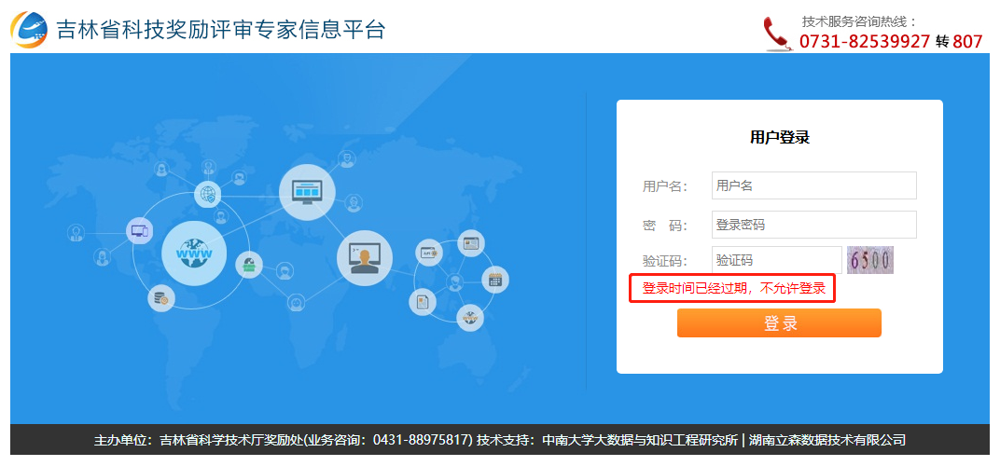 吉林省科技奖励评审专家信息平台
技术服务咨询热线：
0731-82539927 转 807
用户登录
用户名： 用户名
密 码： 登录密码
验证码： 验证码 6500
登录时间已经过期，不允许登录
登 录
WWW
API
WWW
主办单位：吉林省科学技术厅奖励处(业务咨询：0431-88975817) 技术支持：中南大学大数据与知识工程研究所 | 湖南立森数据技术有限公司